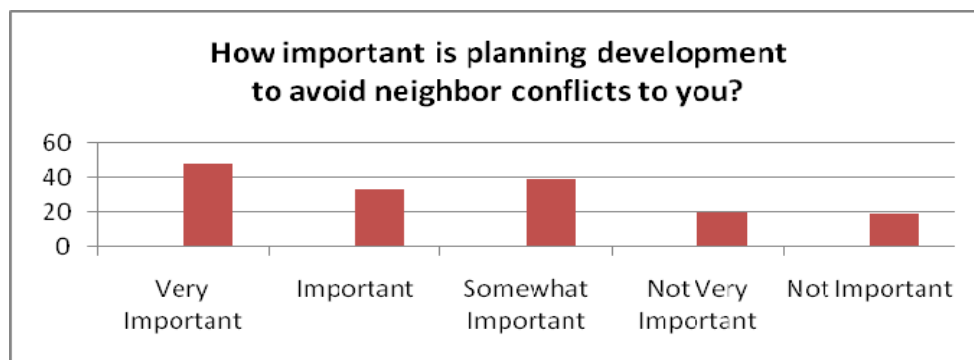 How important is planning development
to avoid neighbor conflicts to you?
60
40
20
0
Very Important
Important
Somewhat Important
Not Very Important
Not Important